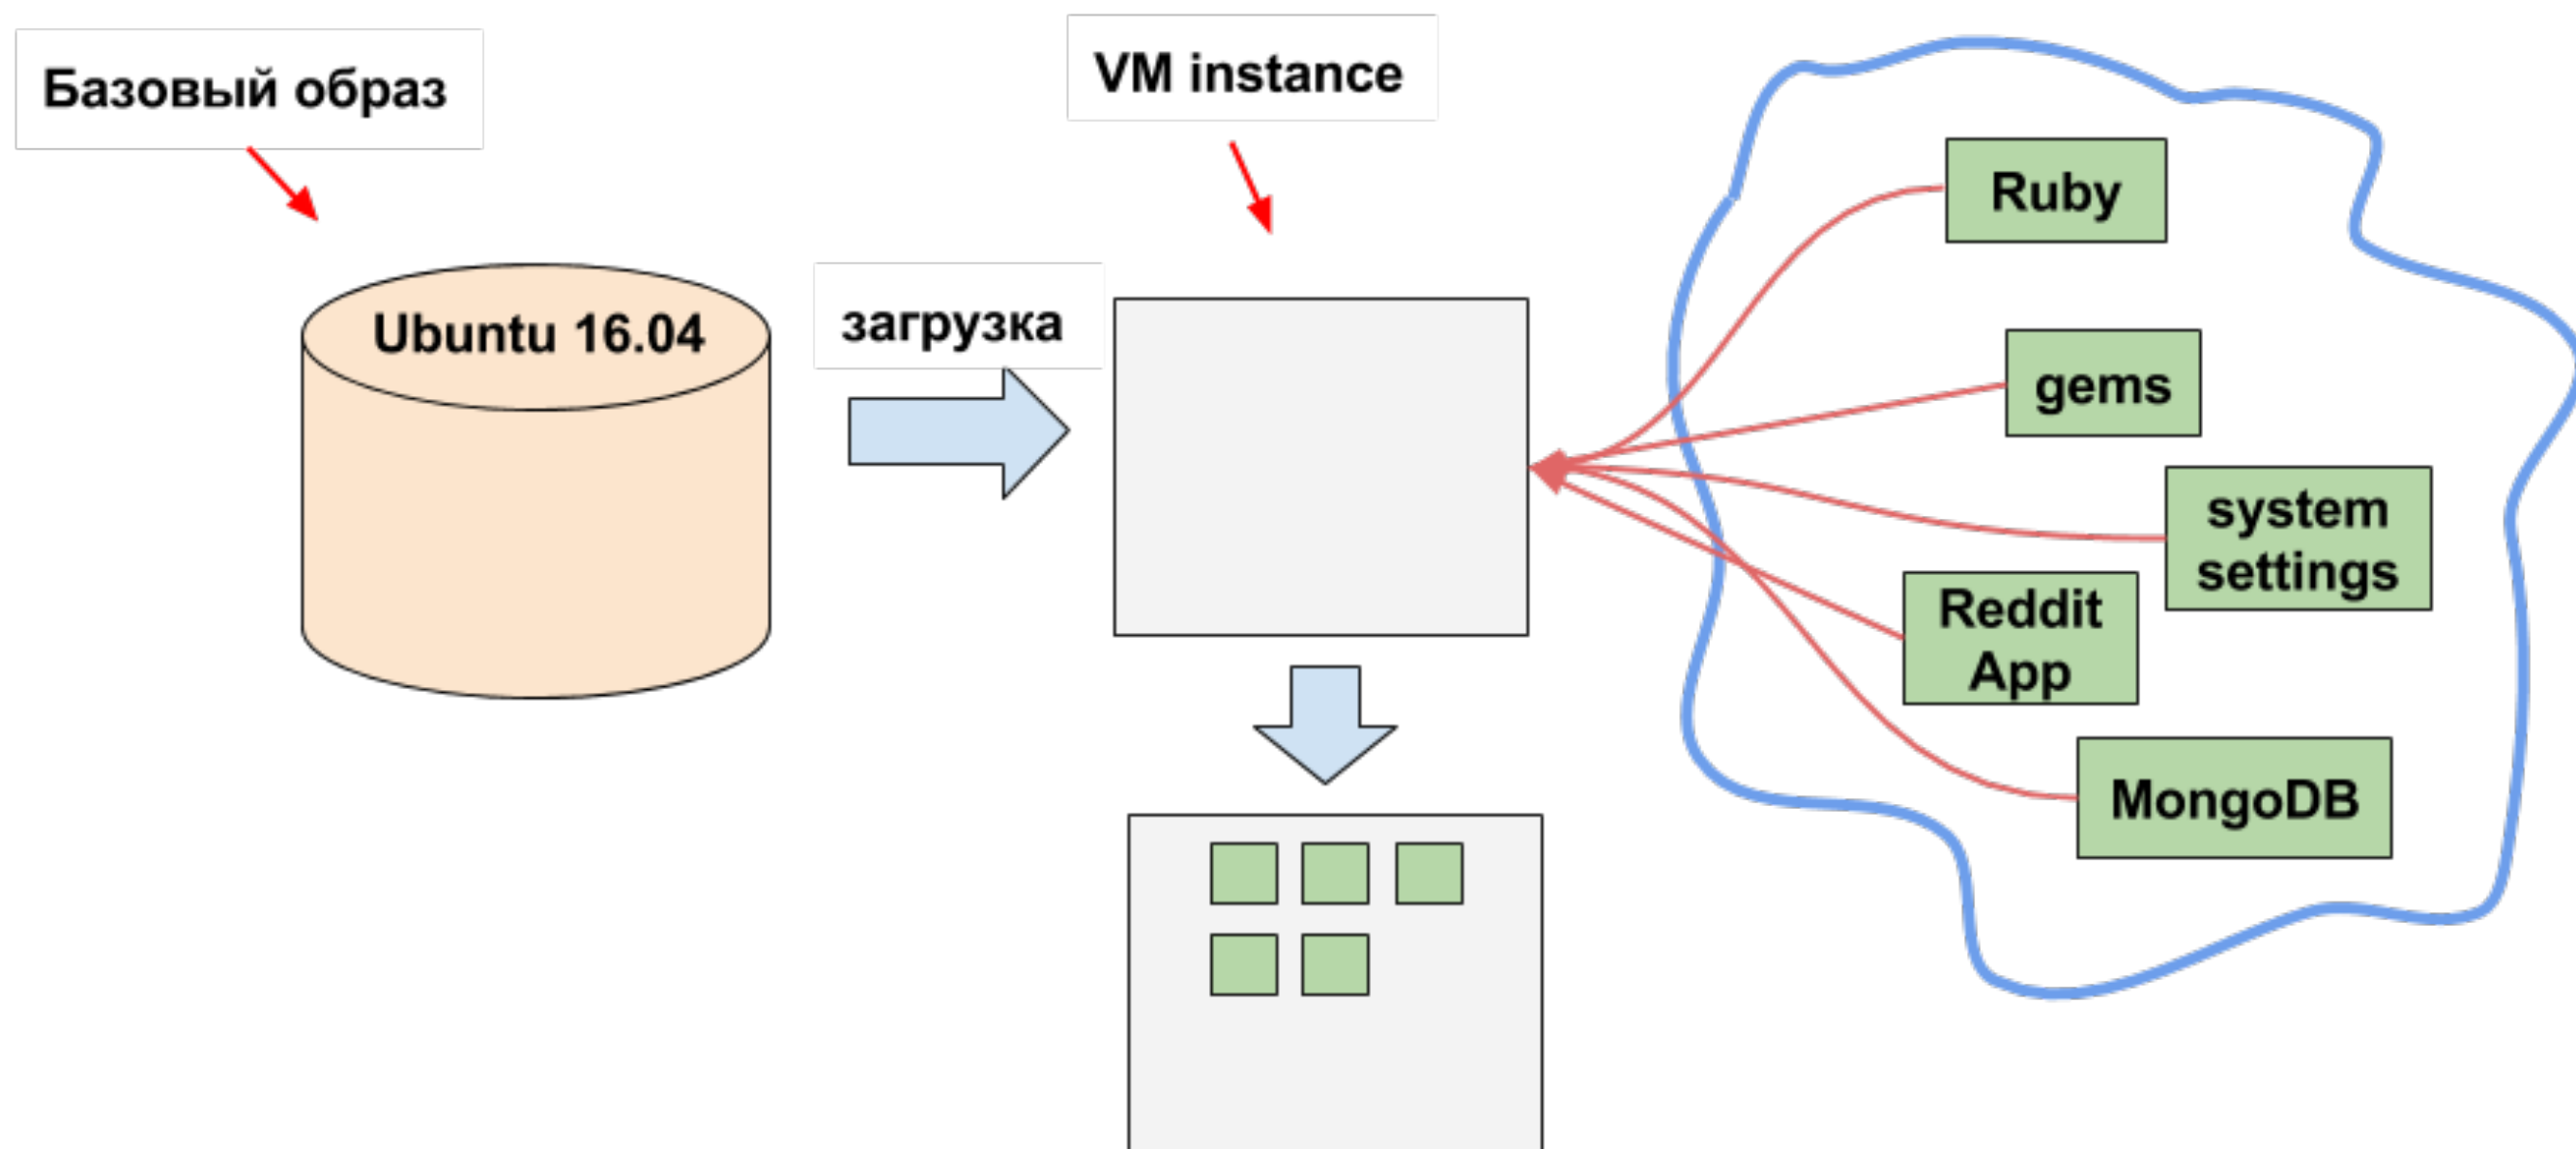 Базовый образ
VM instance
Ubuntu 16.04
загрузка
Ruby
gems
system
settings
Reddit
App
MongoDB